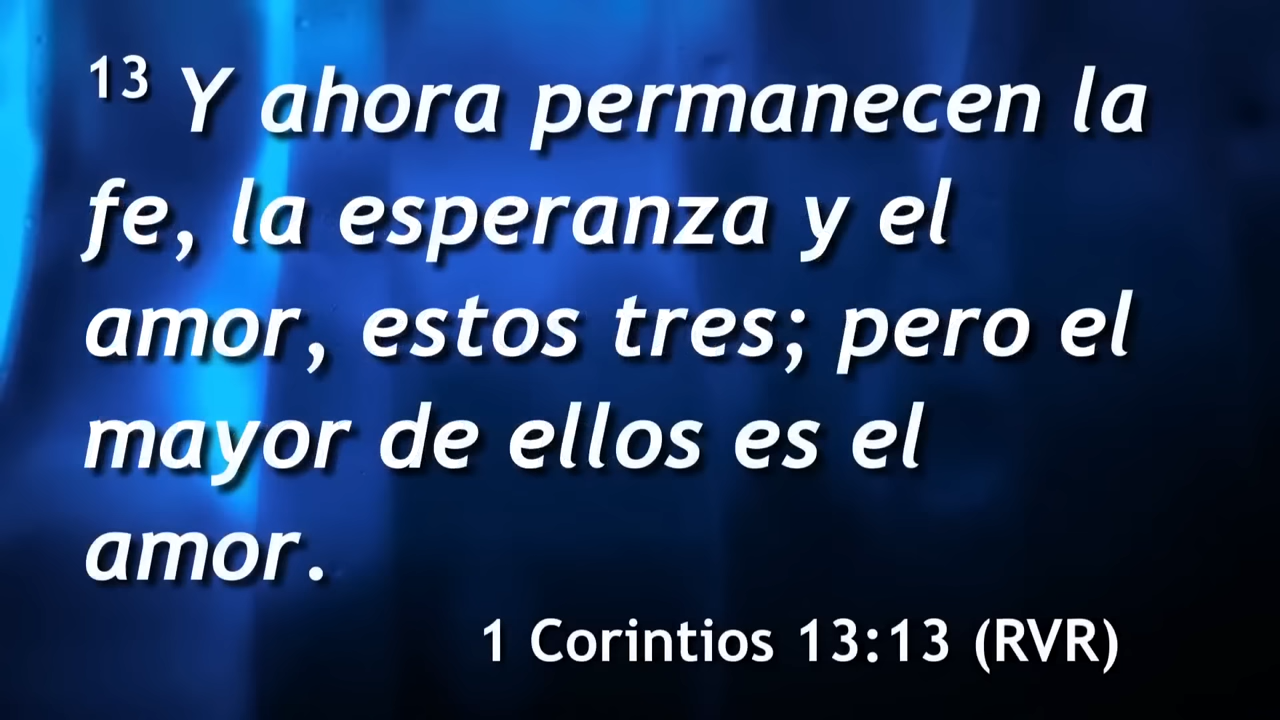 13 Y ahora permanecen la
fe, la esperanza y el
amor, estos tres; pero el
mayor de ellos es el
amor.
1 Corintios 13:13 (RVR)